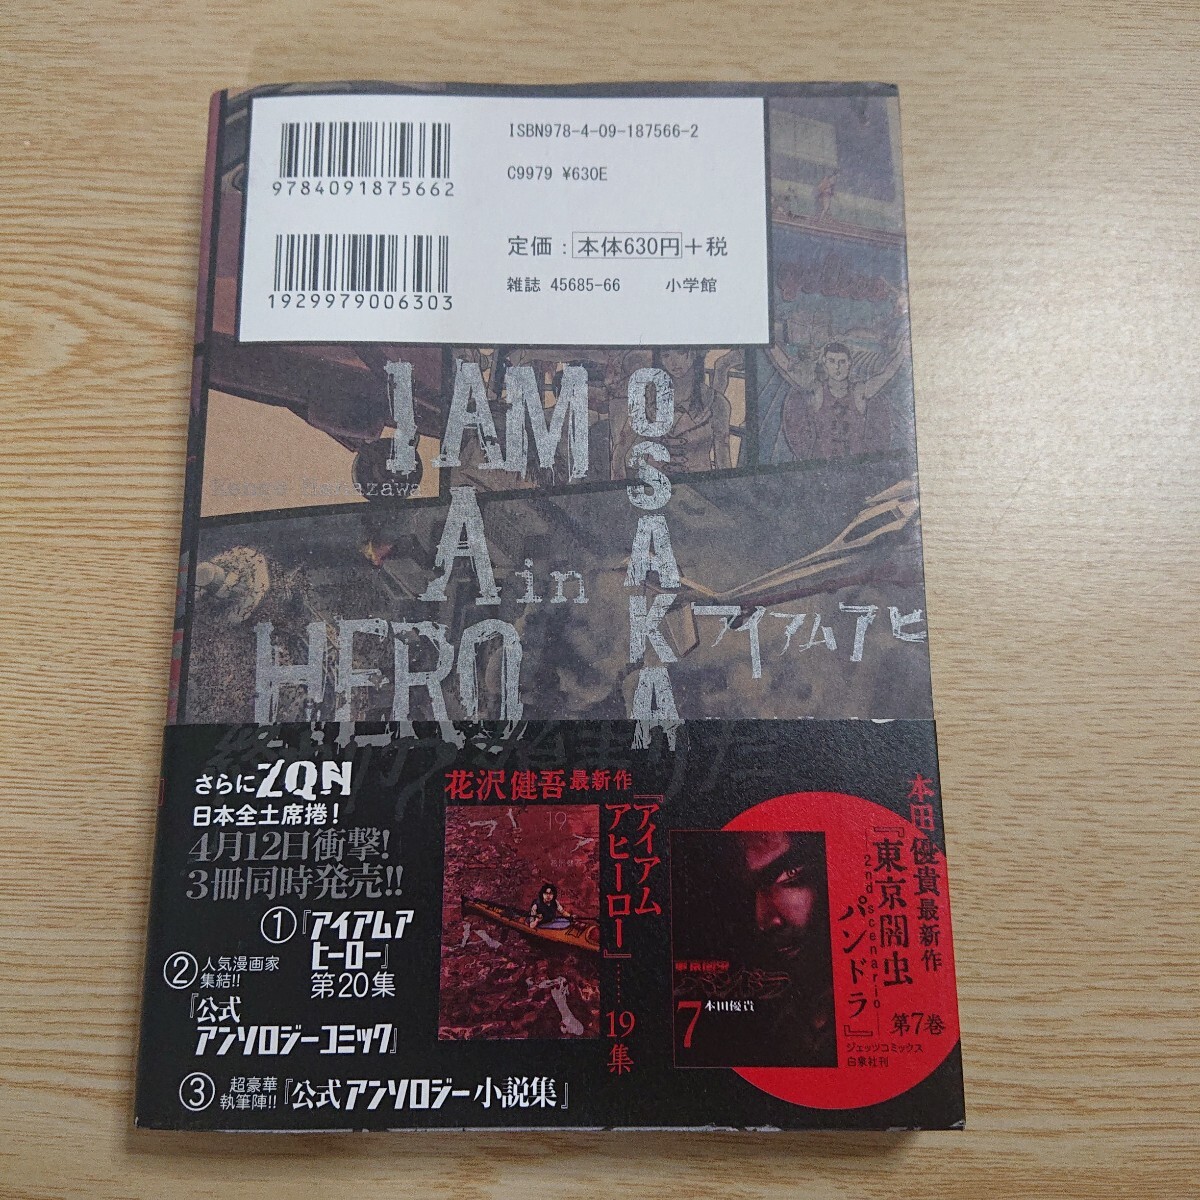 ISBN978-4-09-187566-2
9784091875662
C9979 ¥630E
1929979006303
定価:本体630円+税
雑誌 45685-66 小学館
I AM
A
HERO
in
OSAKA
アイアムアヒ
さらにZQN
日本全土席捲!
4月12日衝撃!
3冊同時発売!!
①『アイアムア
ヒーロー』
第20集
②人気漫画家
集結!!
『公式
アンソロジーコミック』
③超豪華
執筆陣!!『公式アンソロジー小説集』
花沢健吾最新作
『アイアム
アヒーロー』……19集
19
花沢健吾
本田優貴最新作
『東京闇虫
2nd scenario
パンドラ』
第7巻
ジェッツコミックス
白泉社刊
7
本田優貴